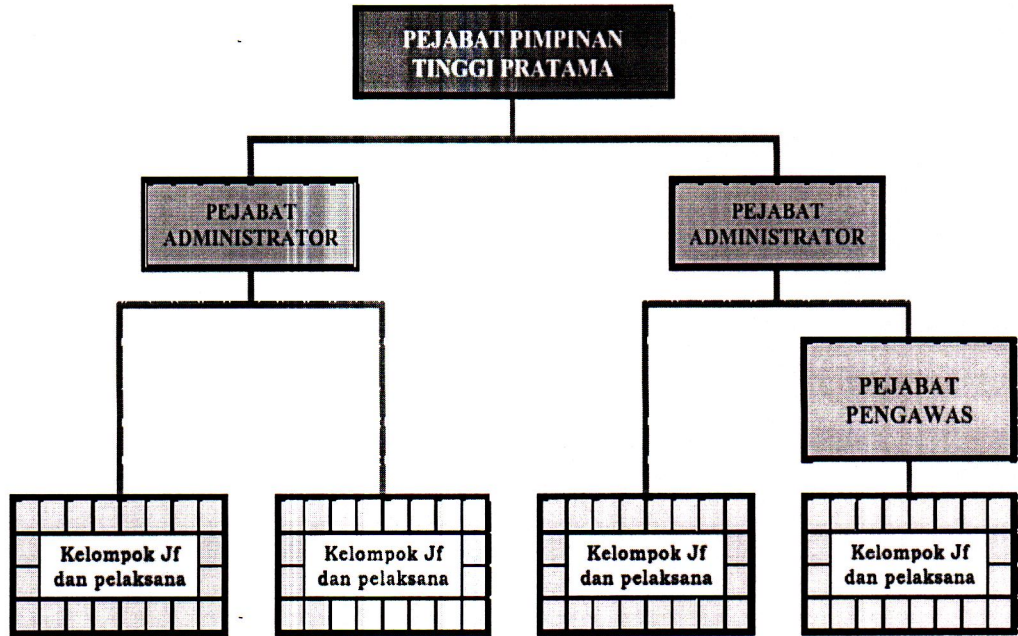 PEJABAT PIMPINAN
TINGGI PRATAMA
PEJABAT
ADMINISTRATOR
PEJABAT
ADMINISTRATOR
PEJABAT
PENGAWAS
Kelompok Jf
dan pelaksana
Kelompok Jf
dan pelaksana
Kelompok Jf
dan pelaksana
Kelompok Jf
dan pelaksana